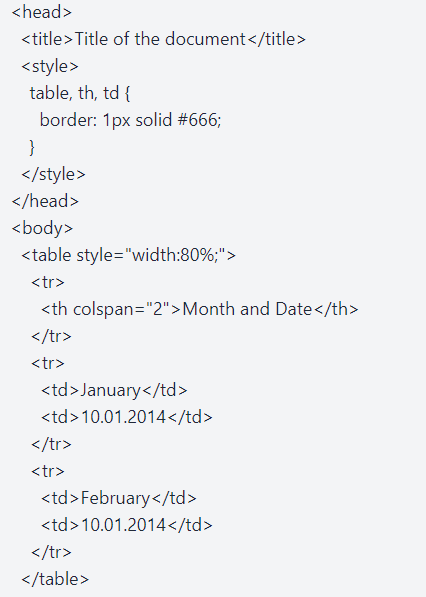 <head>
<title>Title of the document</title>
<style>
table, th, td {
border: 1px solid #666;
}
</style>
</head>
<body>
<table style="width:80%;">
<tr>
<th colspan="2">Month and Date</th>
</tr>
<tr>
<td>January</td>
<td>10.01.2014</td>
</tr>
<tr>
<td>February</td>
<td>10.01.2014</td>
</tr>
</table>